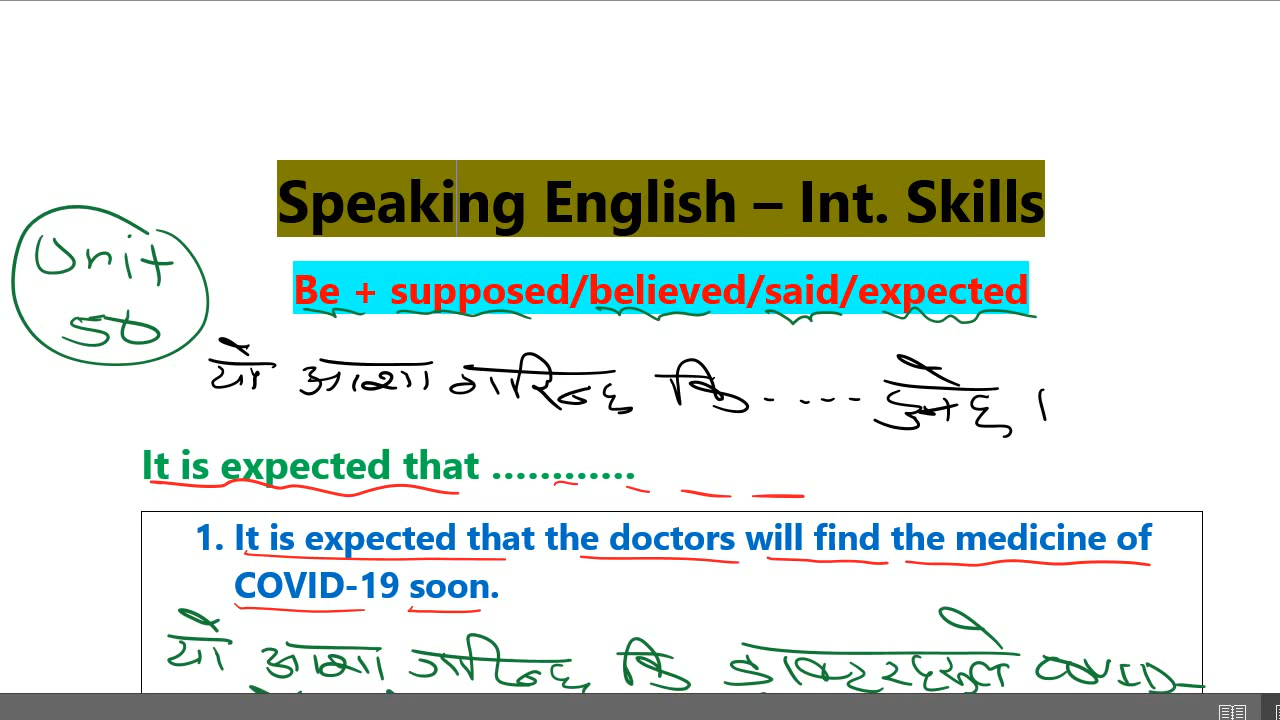 Speaking English – Int. Skills
Unit
50
Be + supposed/believed/said/expected
यो आशा गरिन्छ कि..... हुनेछ ।
It is expected that ............
1. It is expected that the doctors will find the medicine of
COVID-19 soon.
यो आशा गरिन्छ कि डाक्टरहरूले COVID-